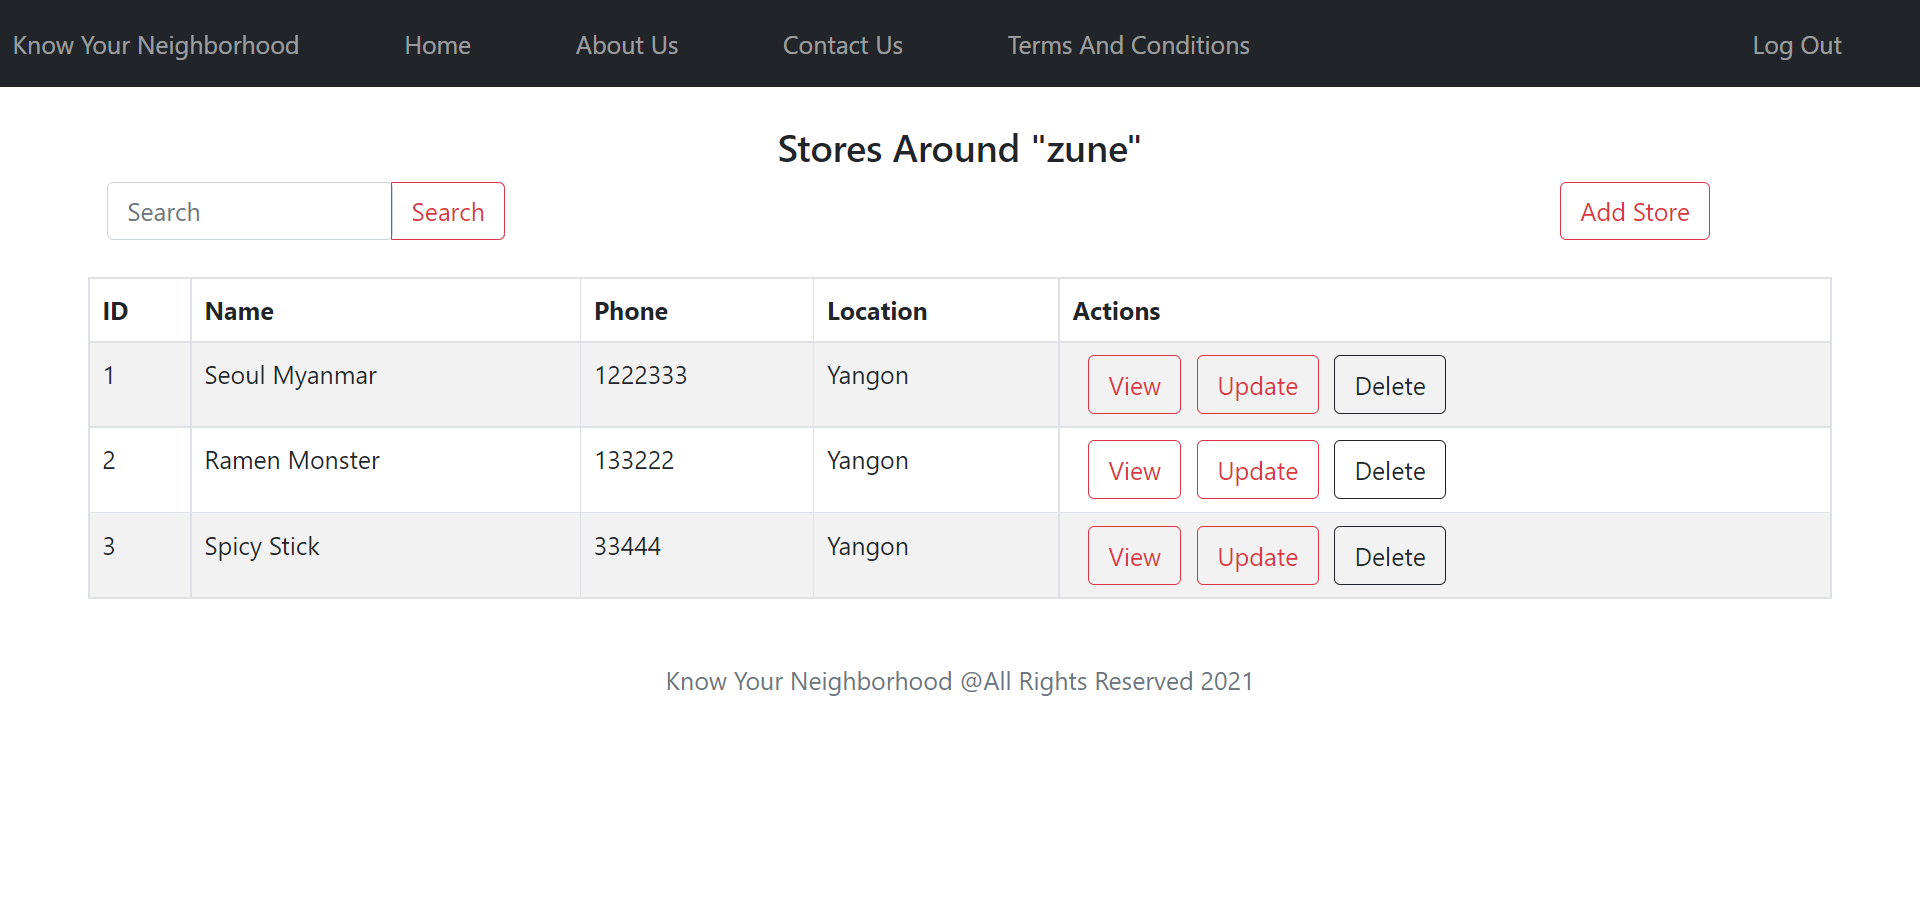 Know Your Neighborhood Home About Us Contact Us Terms And Conditions Log Out
Stores Around "zune"
Search Search Add Store
ID Name Phone Location Actions
1 Seoul Myanmar 1222333 Yangon View Update Delete
2 Ramen Monster 133222 Yangon View Update Delete
3 Spicy Stick 33444 Yangon View Update Delete
Know Your Neighborhood @All Rights Reserved 2021